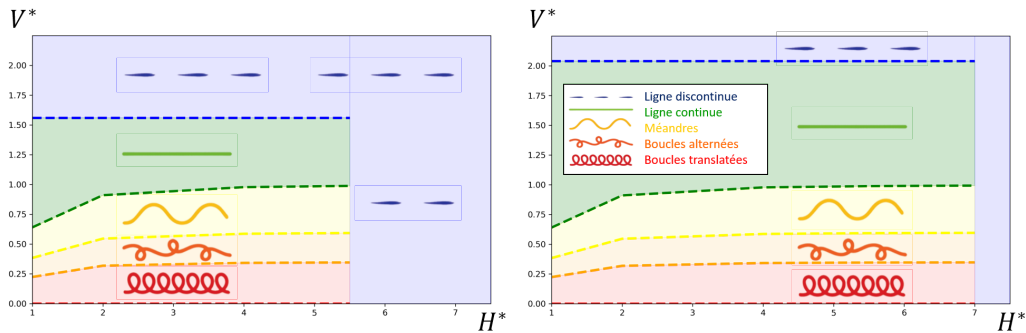 V*
2.00
1.75
1.50
1.25
1.00
0.75
0.50
0.25
0.00
1 2 3 4 5 6 7
H*
V*
2.00
1.75
1.50
1.25
1.00
0.75
0.50
0.25
0.00
Ligne discontinue
Ligne continue
Méandres
Boucles alternées
Boucles translatées
1 2 3 4 5 6 7
H*